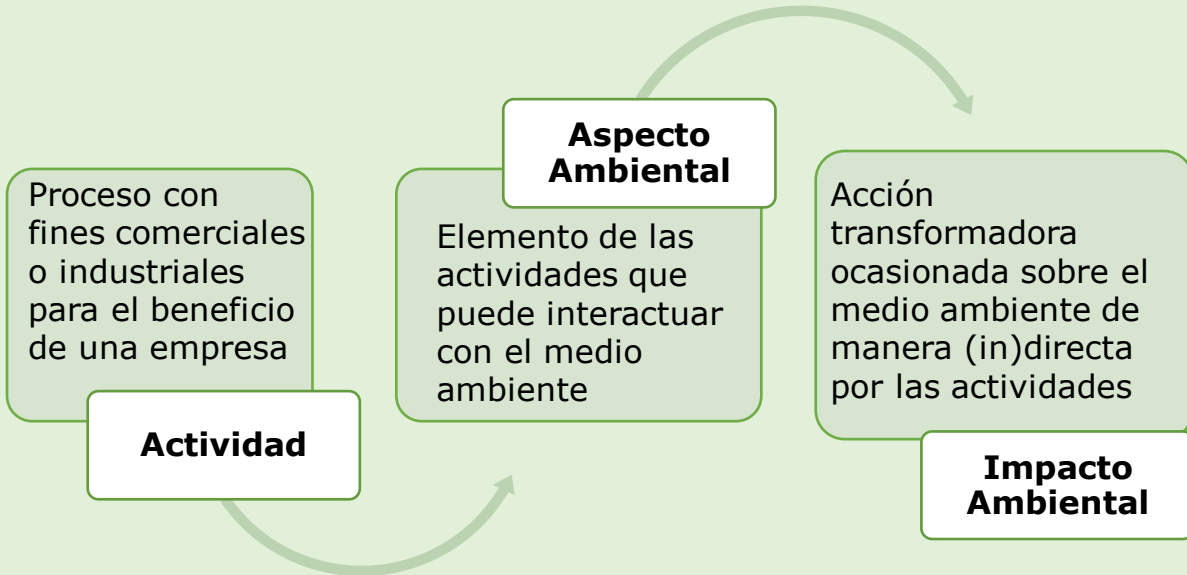 Proceso con
fines comerciales
o industriales
para el beneficio
de una empresa
Actividad
Aspecto
Ambiental
Elemento de las
actividades que
puede interactuar
con el medio
ambiente
Acción
transformadora
ocasionado sobre el
medio ambiente de
manera (in)directa
por las actividades
Impacto
Ambiental